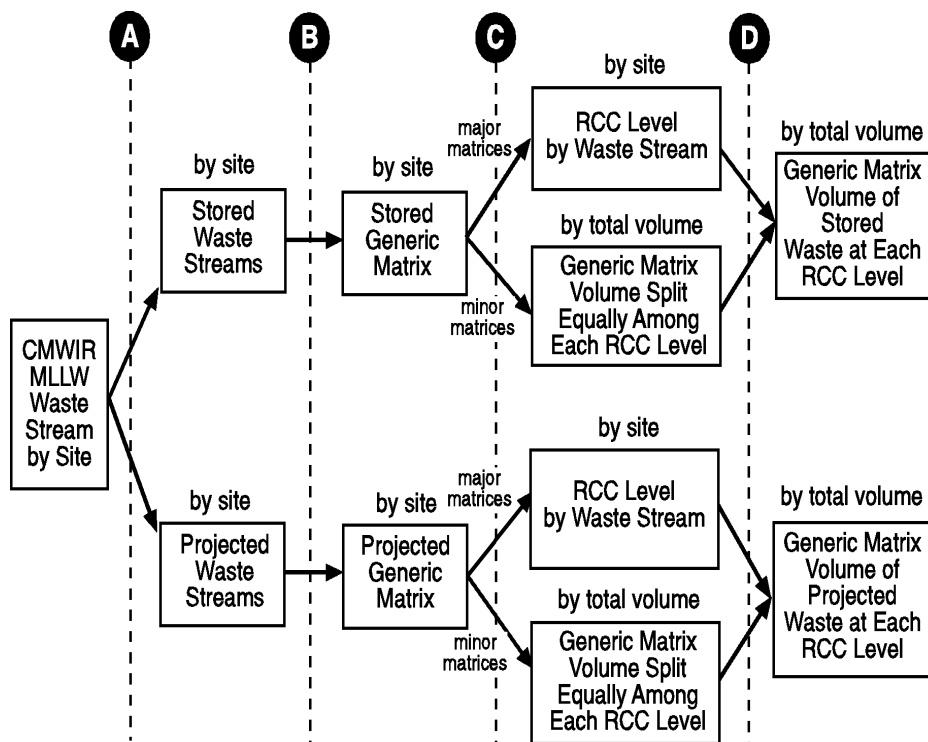 A
B
C
D
by site
major
matrices
RCC Level
by Waste Stream
by total volume
Generic Matrix
Volume of
Stored
Waste at Each
RCC Level
by site
Stored
Waste
Streams
by site
Stored
Generic
Matrix
by total volume
minor
matrices
Generic Matrix
Volume Split
Equally Among
Each RCC Level
CMWIR
MLLW
Waste
Stream
by Site
by site
Projected
Waste
Streams
by site
Projected
Generic
Matrix
major
matrices
by site
RCC Level
by Waste Stream
minor
matrices
by total volume
Generic Matrix
Volume Split
Equally Among
Each RCC Level
by total volume
Generic Matrix
Volume of
Projected
Waste at Each
RCC Level